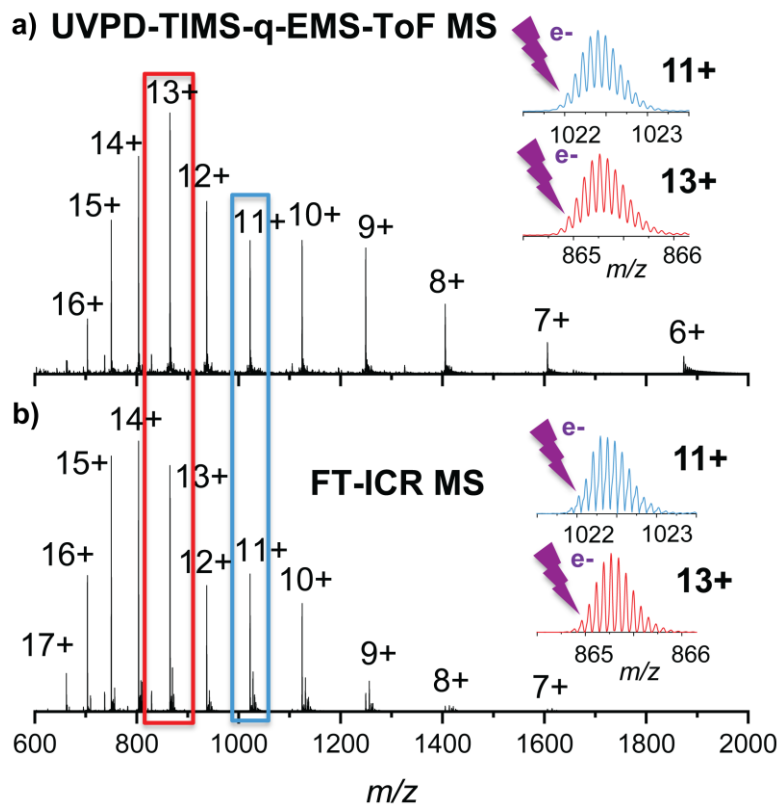 a) UVPD-TIMS-q-EMS-ToF MS
16+
15+
14+
13+
12+
11+
10+
9+
8+
7+
6+
e-
11+
1022 1023
e-
13+
865 866
m/z
b)
FT-ICR MS
17+
16+
15+
14+
13+
12+
11+
10+
9+
8+
7+
e-
11+
1022 1023
e-
13+
865 866
m/z
600 800 1000 1200 1400 1600 1800 2000
m/z